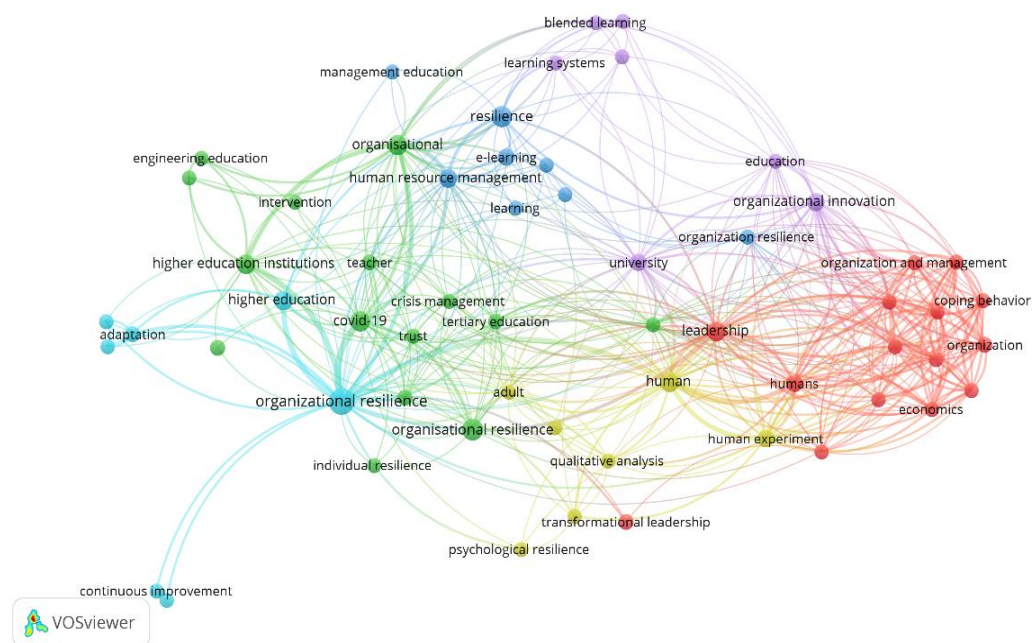 blended learning
learning systems
management education
resilience
organisational
e-learning
engineering education
education
human resource management
intervention
learning
organizational innovation
organization resilience
higher education institutions
teacher
university
organization and management
higher education
crisis management
coping behavior
covid-19
tertiary education
leadership
adaptation
trust
organization
human
humans
adult
organizational resilience
economics
organisational resilience
human experiment
individual resilience
qualitative analysis
transformational leadership
psychological resilience
continuous improvement
VOSviewer